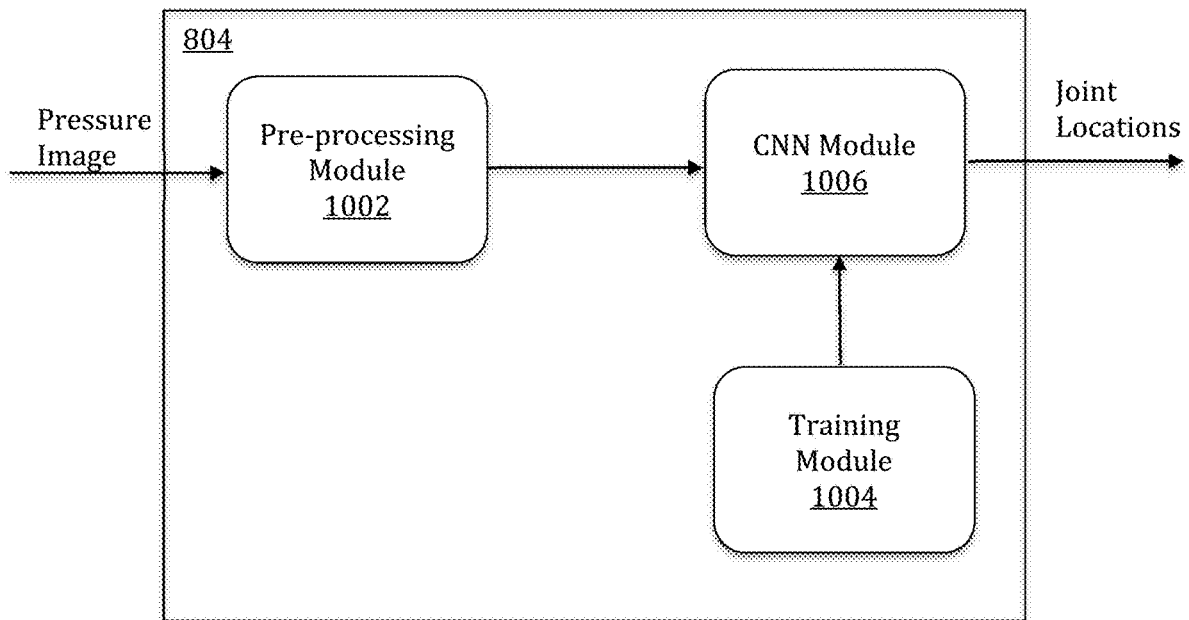 804
Pressure
Image
Pre-processing
Module
1002
CNN Module
1006
Joint
Locations
Training
Module
1004